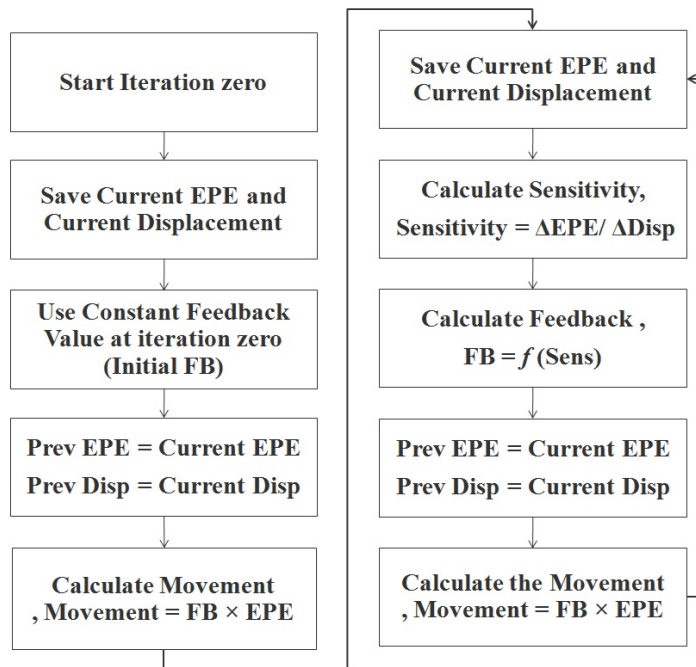 Start Iteration zero
Save Current EPE and
Current Displacement
Use Constant Feedback
Value at iteration zero
(Initial FB)
Prev EPE = Current EPE
Prev Disp = Current Disp
Calculate Movement
, Movement = FB × EPE
Save Current EPE and
Current Displacement
Calculate Sensitivity,
Sensitivity = ΔEPE/ ΔDisp
Calculate Feedback ,
FB = f (Sens)
Prev EPE = Current EPE
Prev Disp = Current Disp
Calculate the Movement
, Movement = FB × EPE